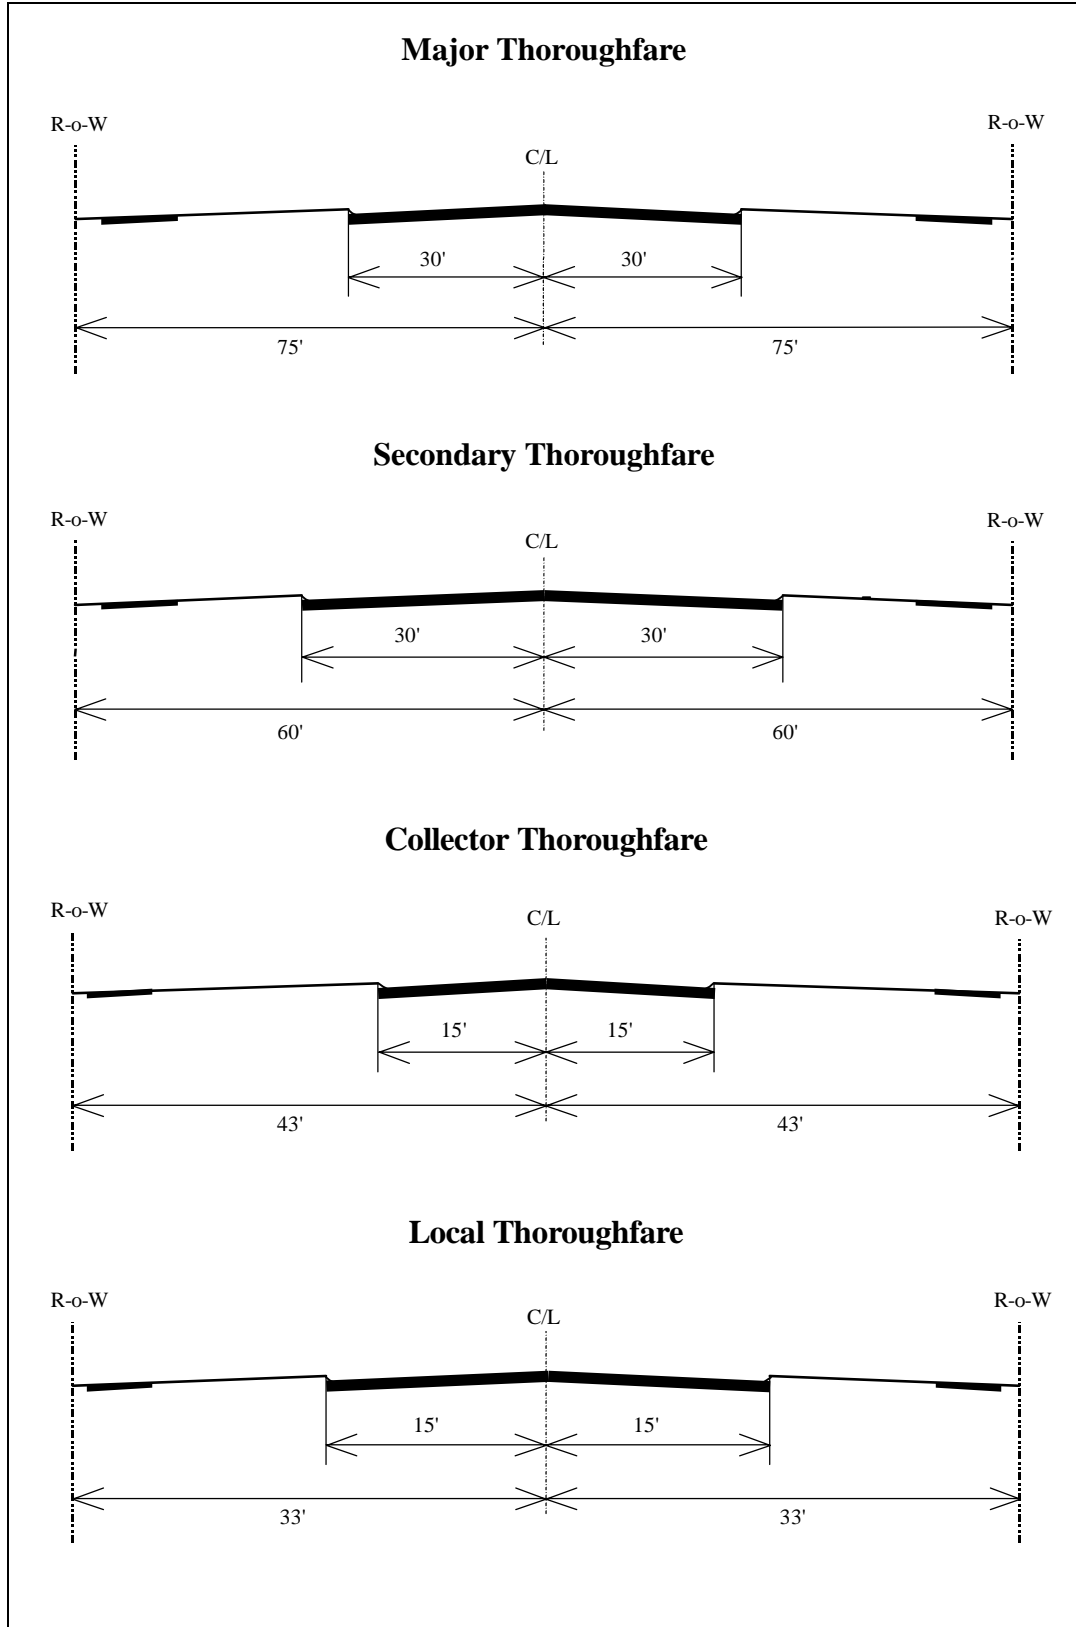 Major Thoroughfare
R-o-W
R-o-W
C/L
30'
30'
75'
75'
Secondary Thoroughfare
R-o-W
R-o-W
C/L
30'
30'
60'
60'
Collector Thoroughfare
R-o-W
C/L
R-o-W
15'
15'
43'
43'
Local Thoroughfare
R-o-W
R-o-W
C/L
15'
15'
33'
33'